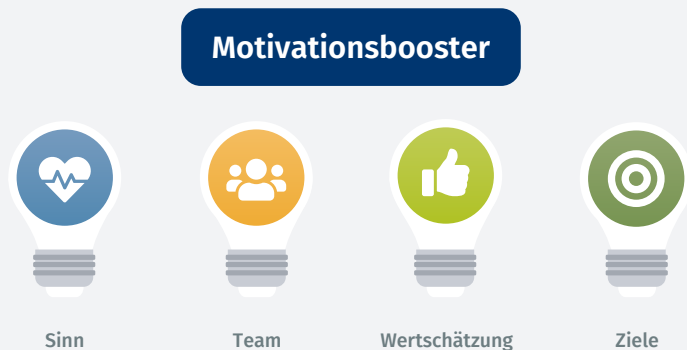 Motivationsbooster
Sinn
Team
Wertschätzung
Ziele